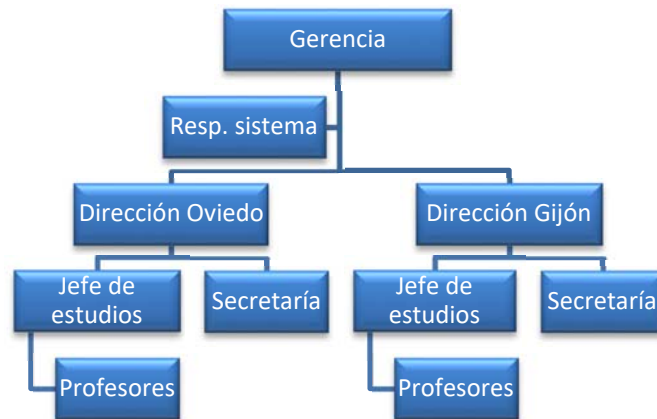 Gerencia
Resp. sistema
Dirección Oviedo
Dirección Gijón
Jefe de
estudios
Secretaría
Jefe de
estudios
Secretaría
Profesores
Profesores